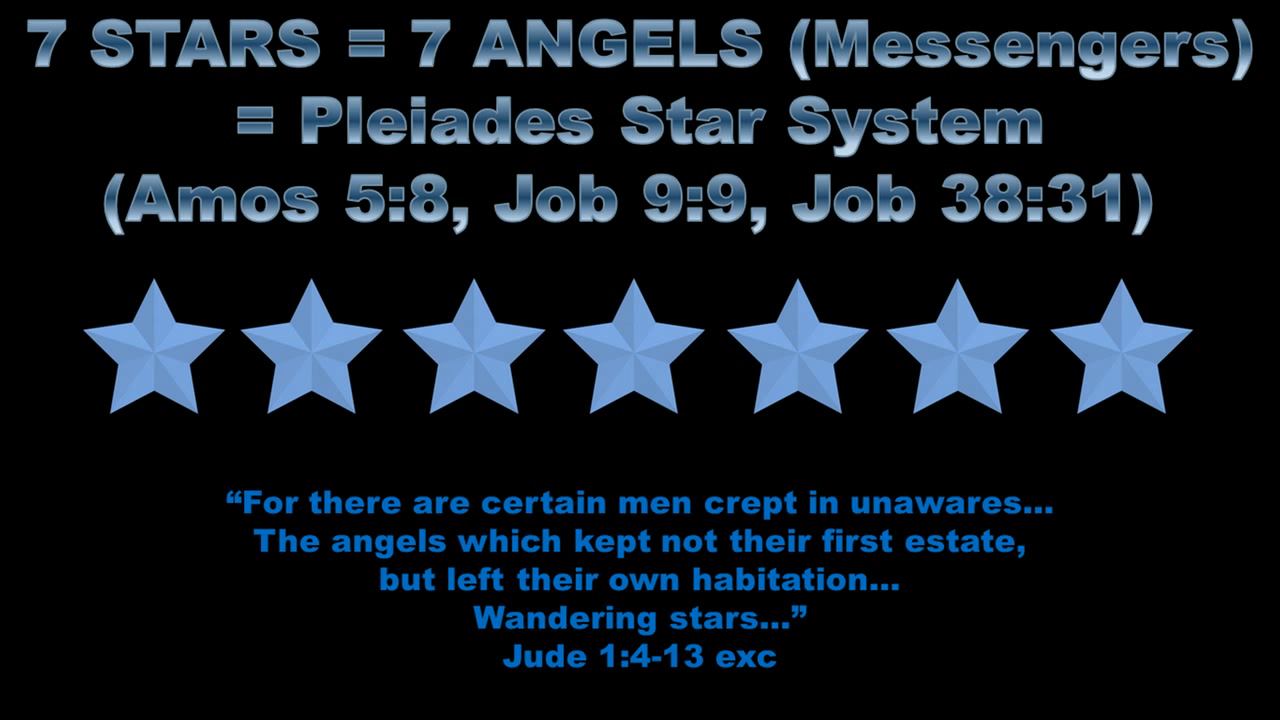 7 STARS = 7 ANGELS (Messengers)
= Pleiades Star System
(Amos 5:8, Job 9:9, Job 38:31)
“For there are certain men crept in unawares...
The angels which kept not their first estate,
but left their own habitation...
Wandering stars...”
Jude 1:4-13 exc